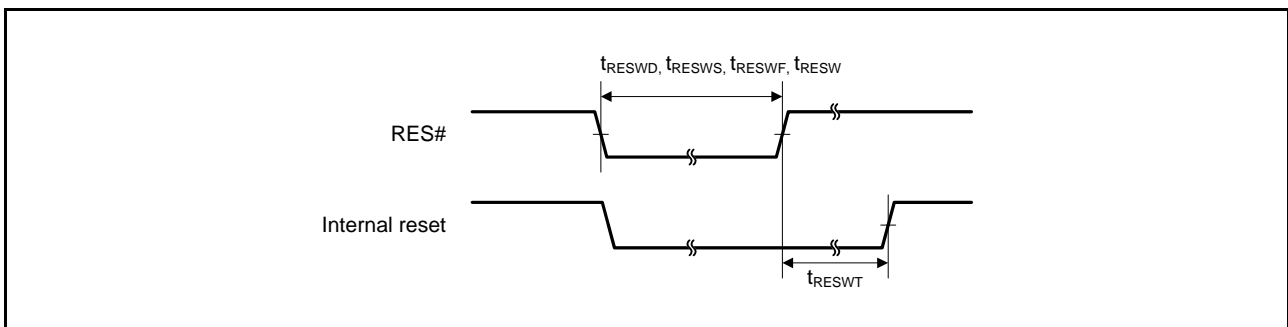 tRESWD, tRESWS, tRESWF, tRESW
RES#
Internal reset
tRESWT